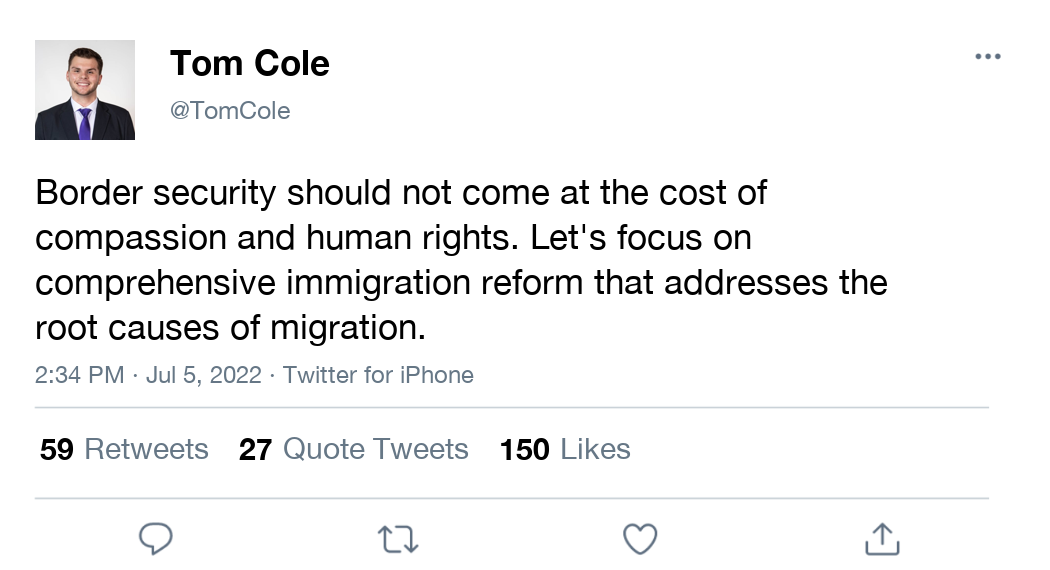 Tom Cole
@TomCole
Border security should not come at the cost of
compassion and human rights. Let's focus on
comprehensive immigration reform that addresses the
root causes of migration.
2:34 PM · Jul 5, 2022 · Twitter for iPhone
59 Retweets 27 Quote Tweets 150 Likes